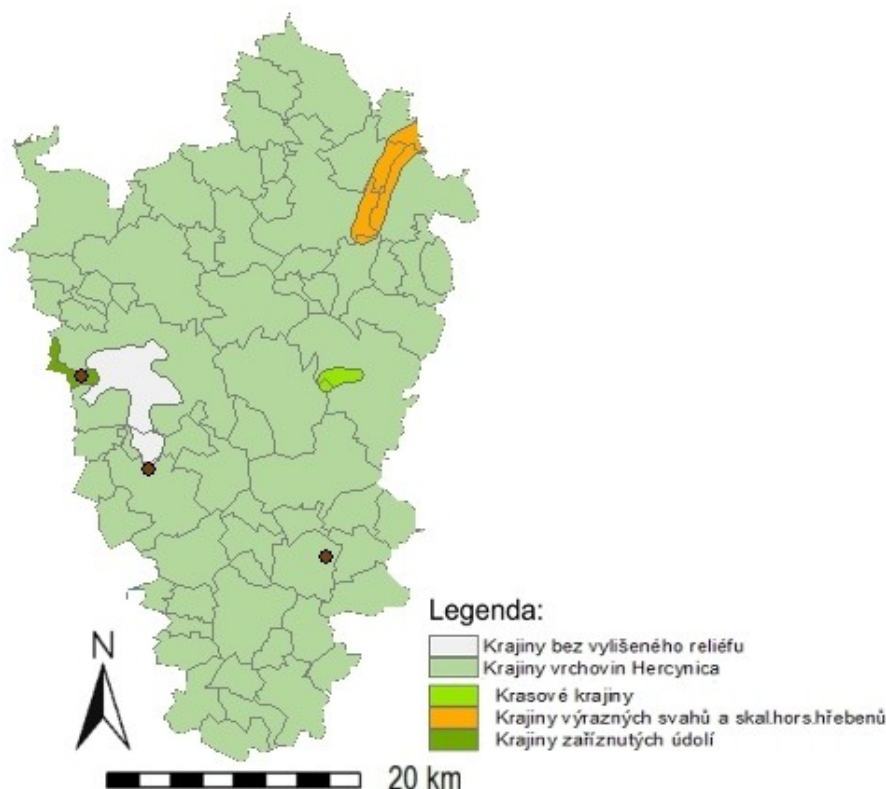 Legenda:
Krajiny bez vylišeného reliéfu
Krajiny vrchovin Hercynica
Krasové krajiny
Krajiny výrazných svahů a skal.hors.hřebenů
Krajiny zaříznutých údolí
N
20 km